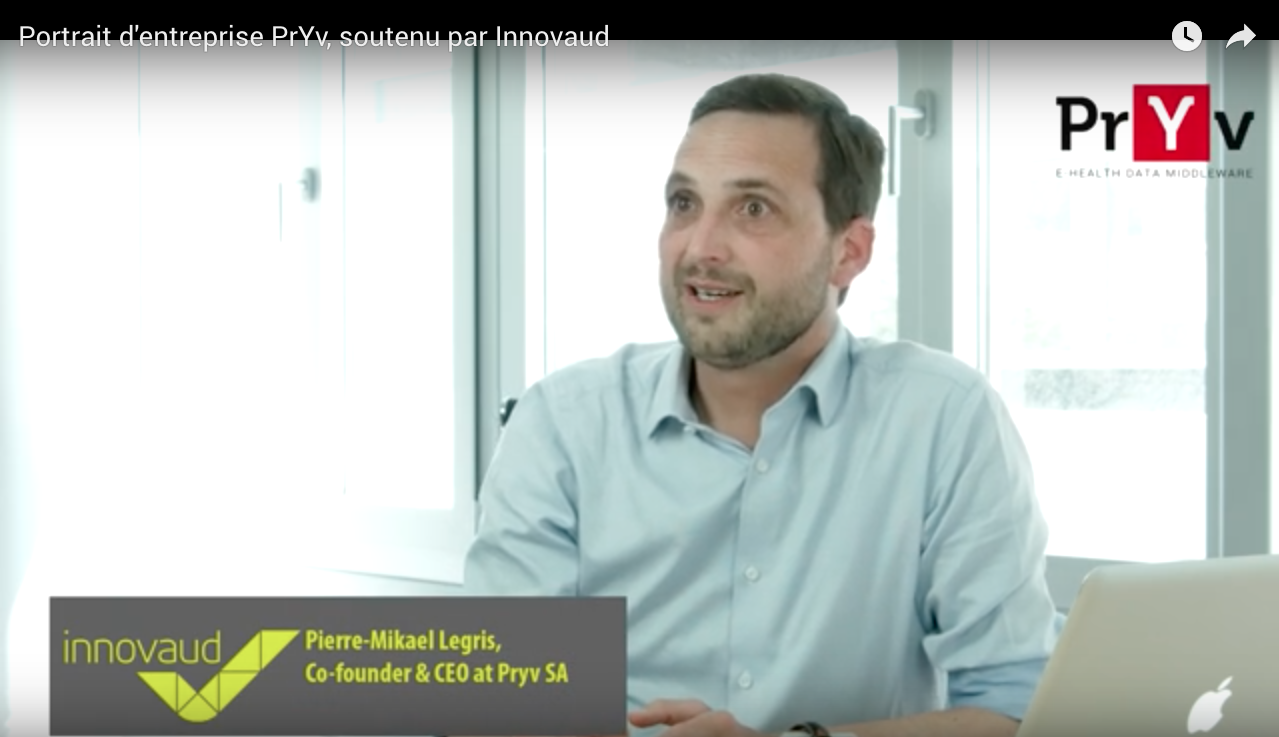 Portrait d'entreprise PrYv, soutenu par Innovaud
PrYv
E-HEALTH DATA MIDDLEWARE
innovaud
Pierre-Mikael Legris,
Co-founder & CEO at Pryv SA